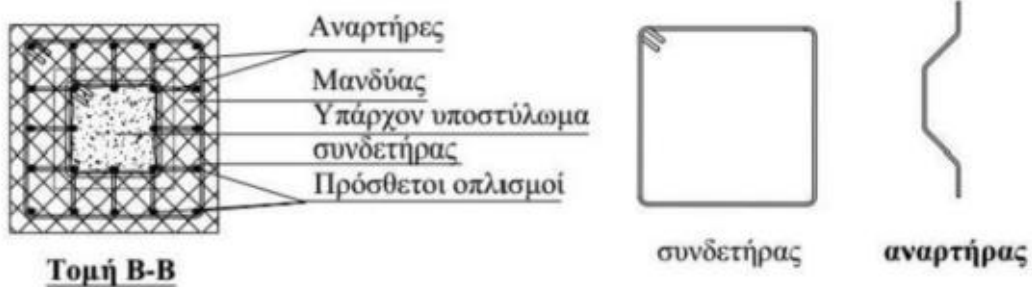 Αναρτήρες
Μανδύας
Υπάρχον υποστύλωμα
συνδετήρας
Πρόσθετοι οπλισμοί
Τομή Β-Β
συνδετήρας
αναρτήρας